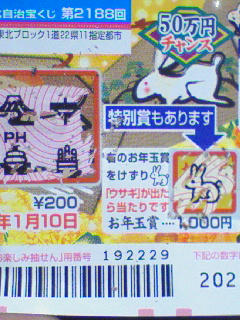 自治宝くじ 第2188回
東北ブロック1道22県11指定都市
50万円
チャンス
特別賞もあります
PH
右のお年玉賞
をけずり
「ウサギ」が出た
ら当たりです
お年玉賞……1,000円
¥200
年1月10日
お楽しみ抽せん」用番号 192229
下記の数字
202